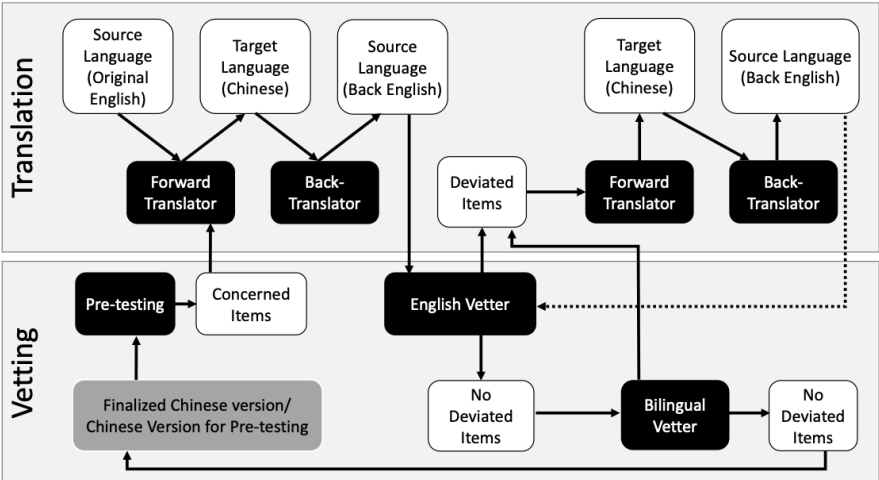 Translation
Source
Language
(Original
English)
Target
Language
(Chinese)
Source
Language
(Back English)
Target
Language
(Chinese)
Source Language
(Back English)
Forward
Translator
Back-
Translator
Deviated
Items
Forward
Translator
Back-
Translator
Vetting
Pre-testing
Concerned
Items
English Vetter
Finalized Chinese version/
Chinese Version for Pre-testing
No
Deviated
Items
Bilingual
Vetter
No
Deviated
Items